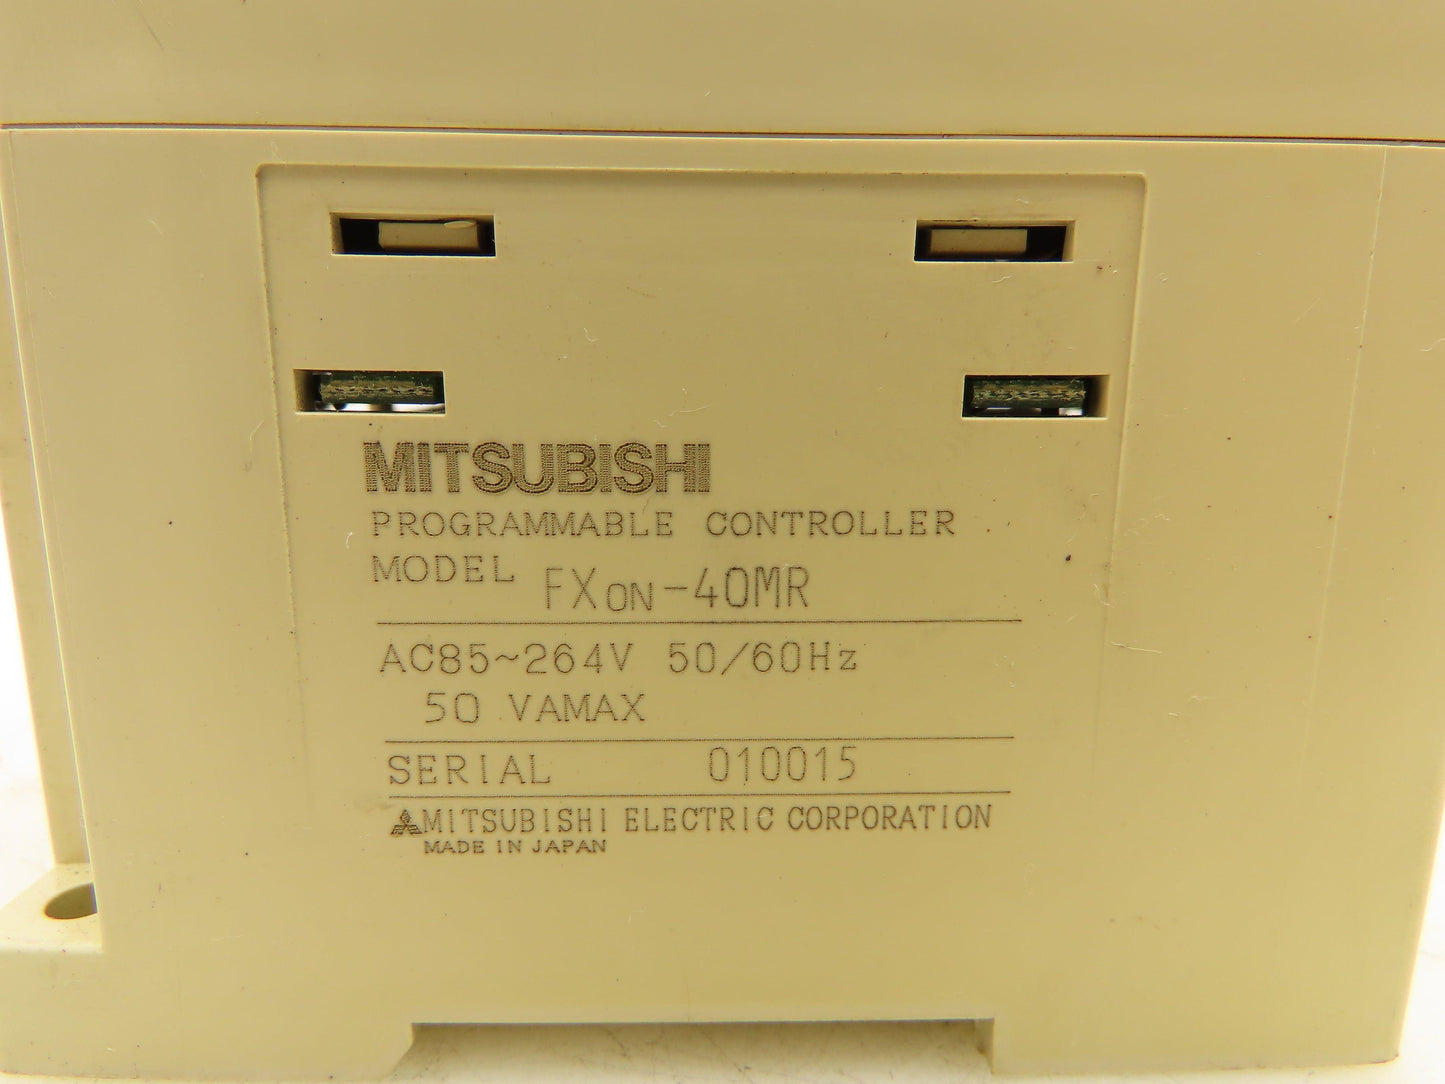 MITSUBISHI
PROGRAMMABLE CONTROLLER
MODEL FX0N-40MR
AC85~264V 50/60Hz
50 VAMAX
SERIAL 010015
MITSUBISHI ELECTRIC CORPORATION
MADE IN JAPAN